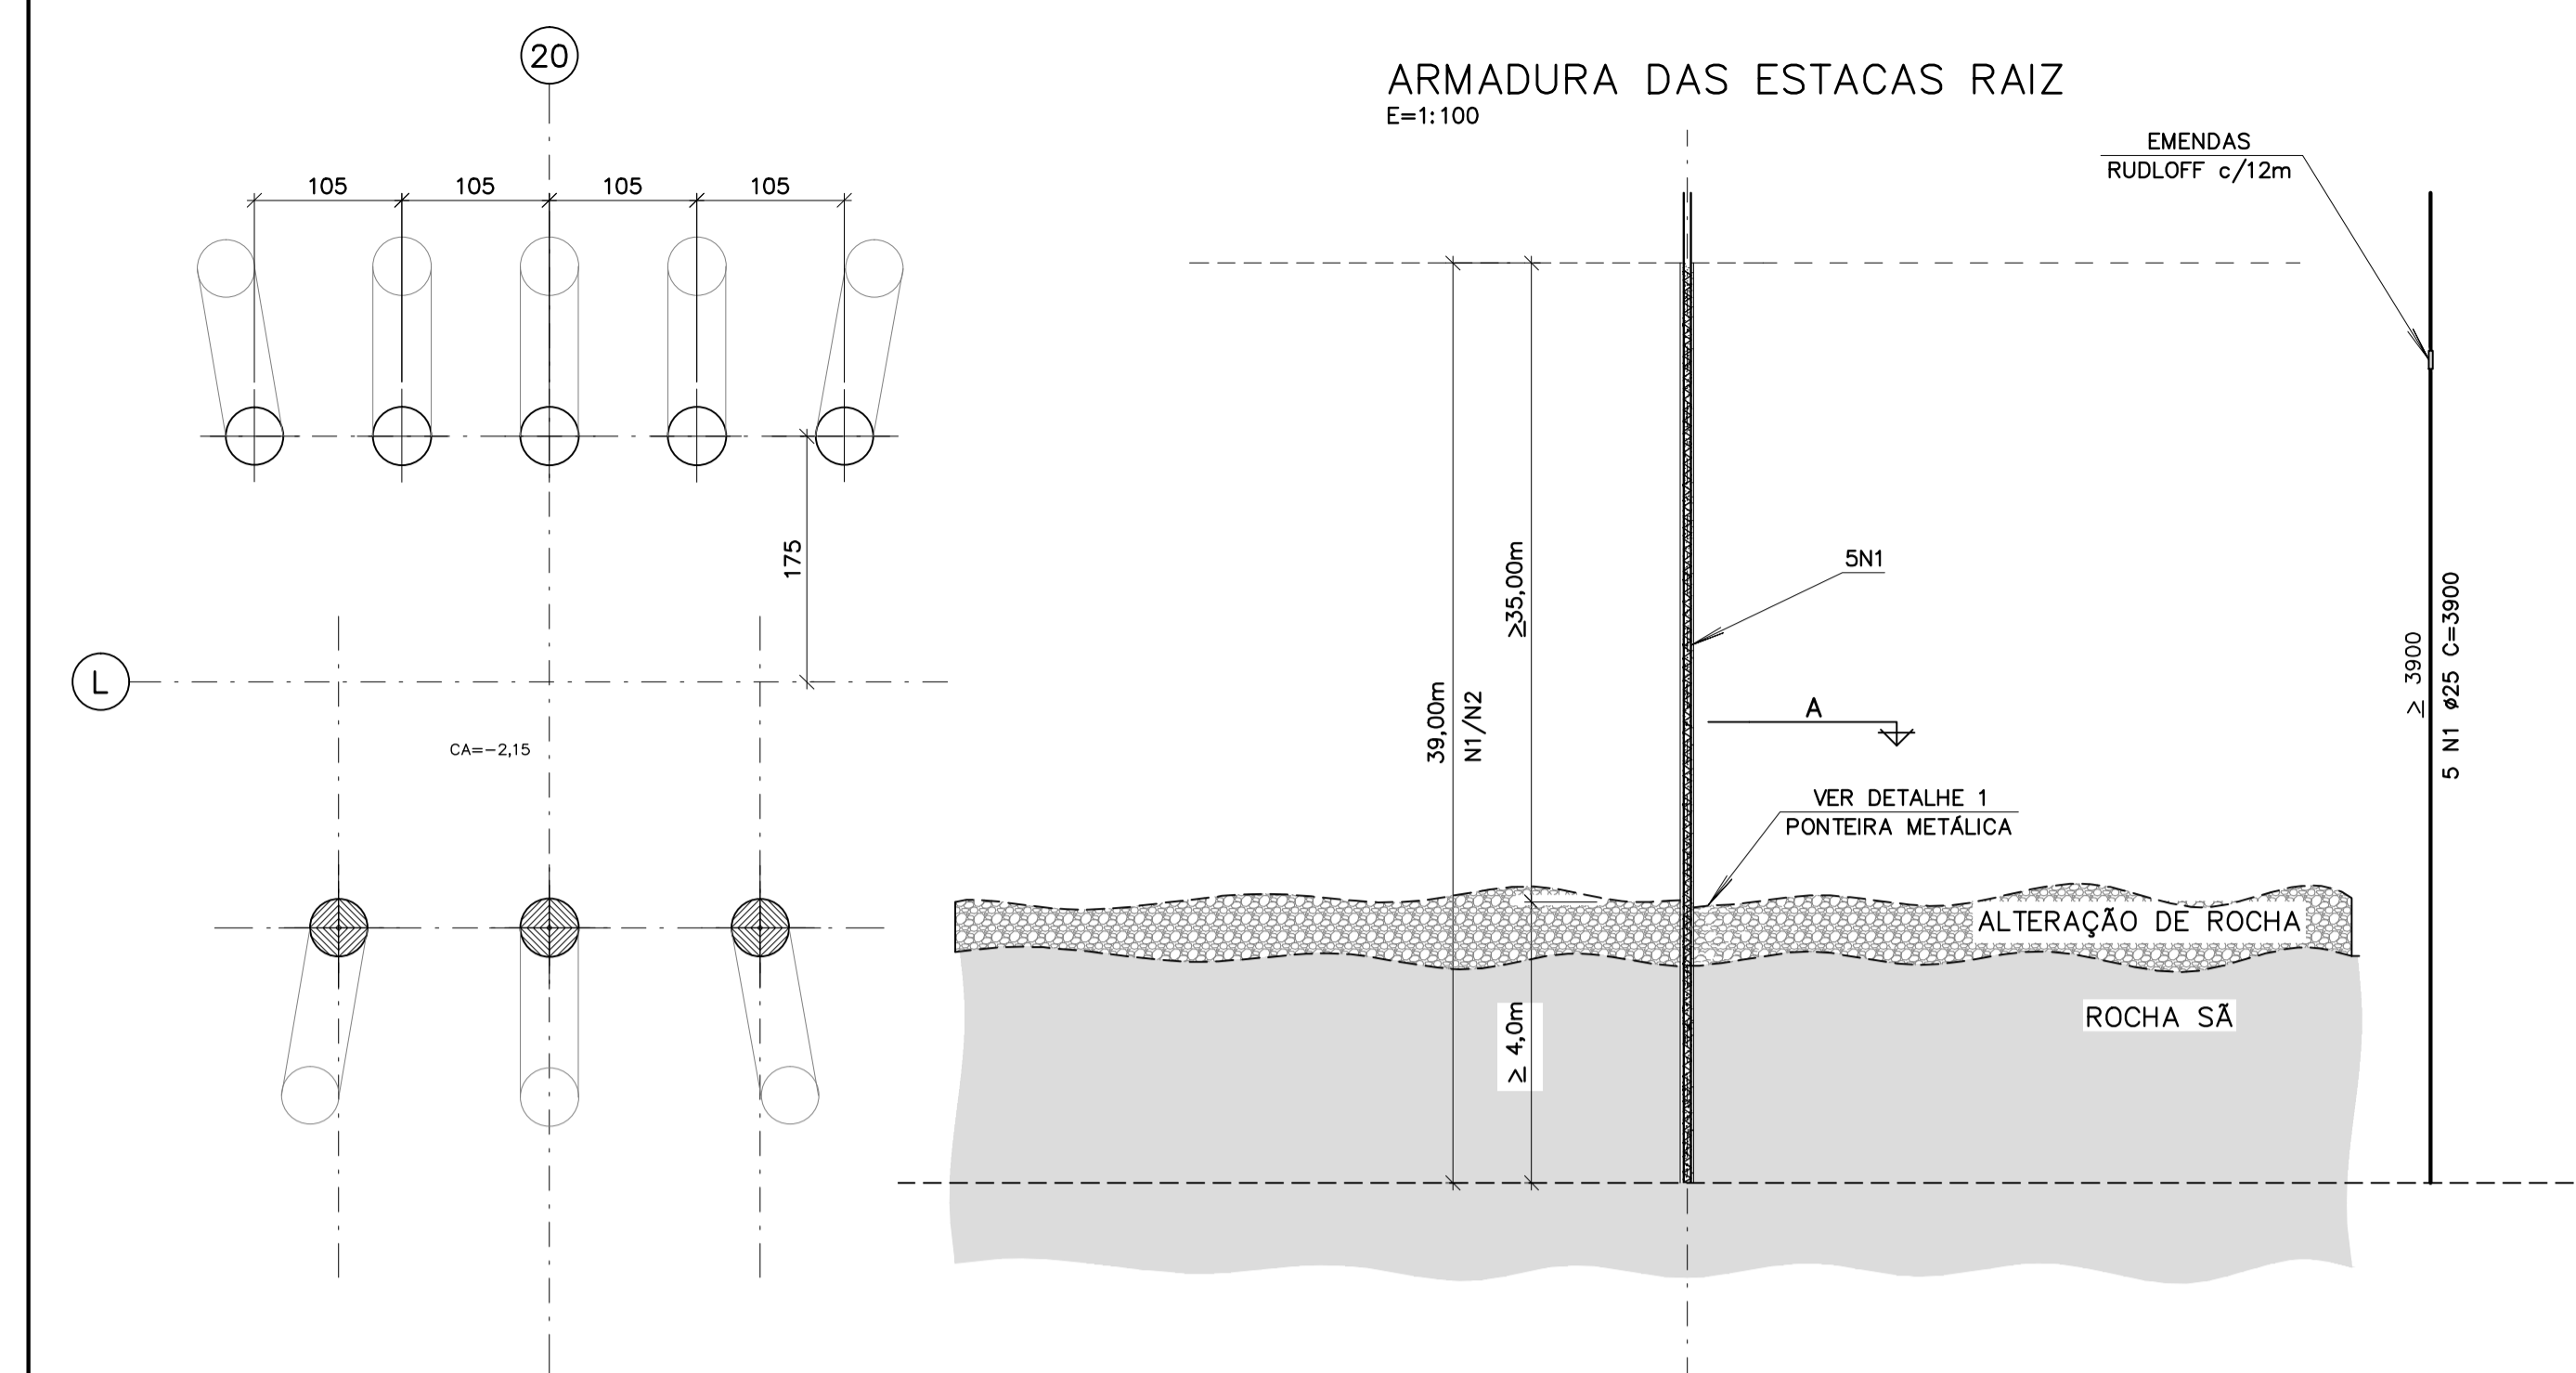 20
105
105
105
105
175
L
CA=-2,15
ARMADURA DAS ESTACAS RAIZ
E=1:100
EMENDAS
RUDLOFF c/12m
≥35,00m
39,00m
N1/N2
≥ 4,0m
5N1
A
VER DETALHE 1
PONTEIRA METÁLICA
ALTERAÇÃO DE ROCHA
ROCHA SÃ
≥ 3900
5 N1 ø25 C=3900